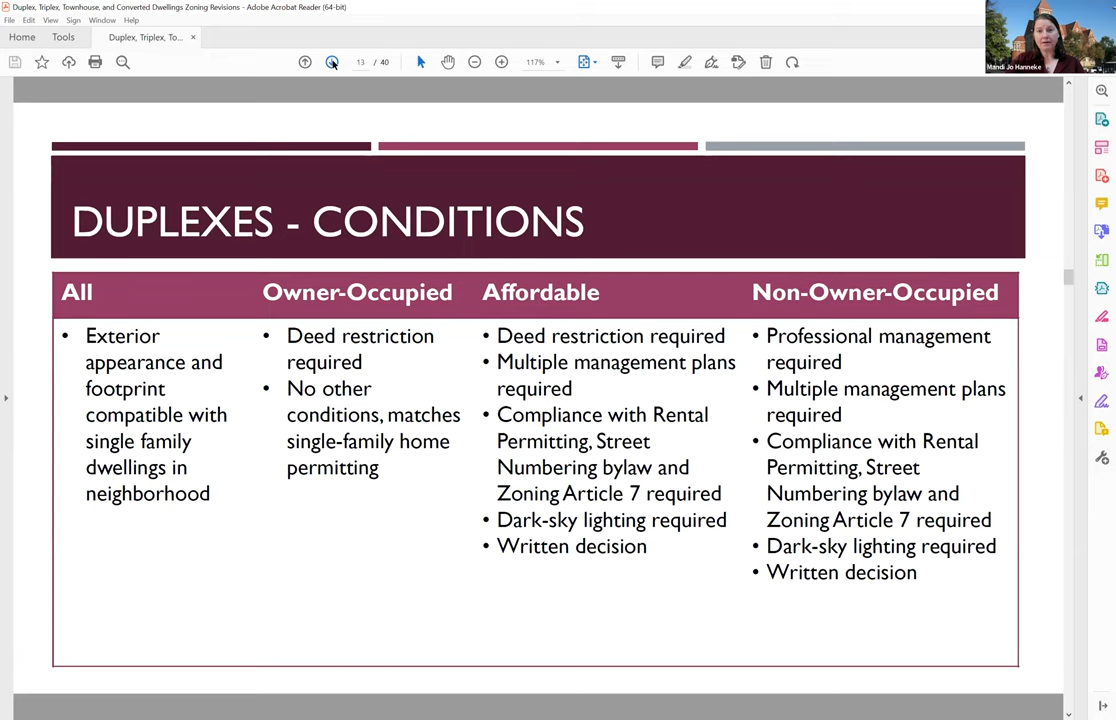 Duplex, Triplex, Townhouse, and Converted Dwellings Zoning Revisions - Adobe Acrobat Reader (64-bit)
File Edit View Sign Window Help
Home Tools Duplex, Triplex, To... ×
13 / 40 117%
Mandi Jo Hanneke
DUPLEXES - CONDITIONS
All
• Exterior
appearance and
footprint
compatible with
single family
dwellings in
neighborhood
Owner-Occupied
• Deed restriction
required
• No other
conditions, matches
single-family home
permitting
Affordable
• Deed restriction required
• Multiple management plans
required
• Compliance with Rental
Permitting, Street
Numbering bylaw and
Zoning Article 7 required
• Dark-sky lighting required
• Written decision
Non-Owner-Occupied
• Professional management
required
• Multiple management plans
required
• Compliance with Rental
Permitting, Street
Numbering bylaw and
Zoning Article 7 required
• Dark-sky lighting required
• Written decision